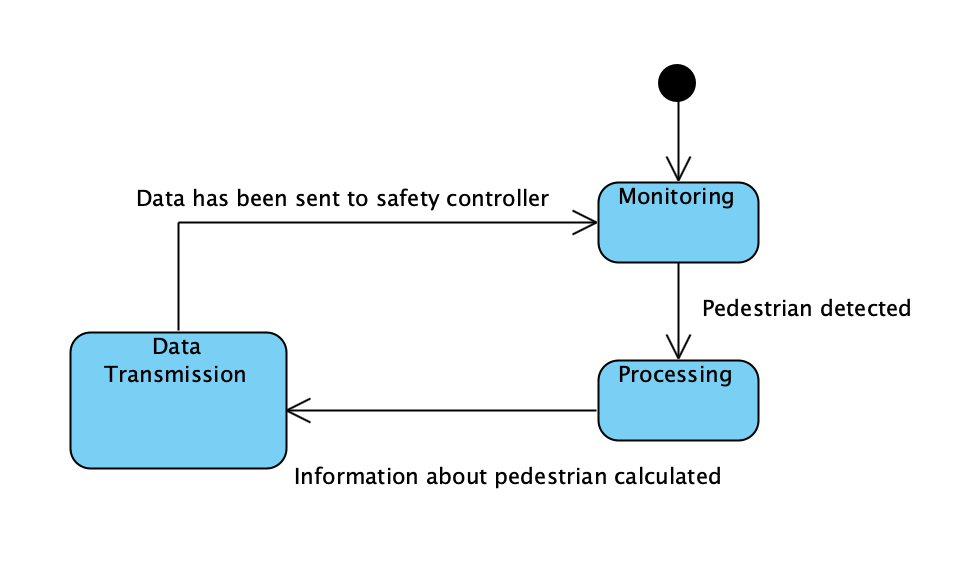 Data has been sent to safety controller
Monitoring
Pedestrian detected
Data
Transmission
Processing
Information about pedestrian calculated